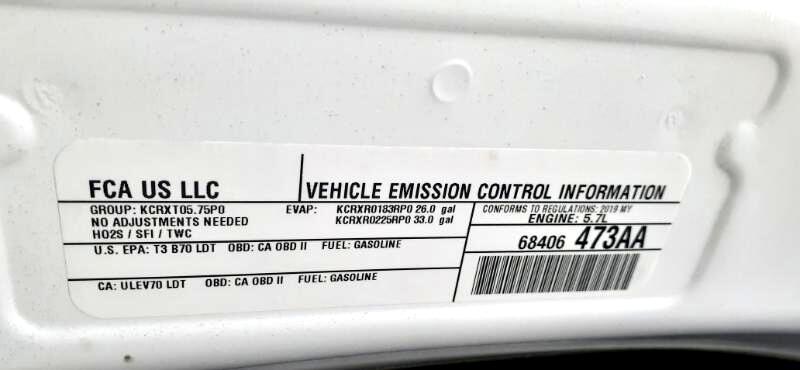 FCA US LLC
VEHICLE EMISSION CONTROL INFORMATION
GROUP: KCRXT05.75P0
NO ADJUSTMENTS NEEDED
HO2S / SFI / TWC
EVAP: KCRXR0183RP0 26.0 gal
KCRXR0225RP0 33.0 gal
CONFORMS TO REGULATIONS: 2019 MY
ENGINE: 5.7L
U.S. EPA: T3 B70 LDT OBD: CA OBD II FUEL: GASOLINE
68406 473AA
CA: ULEV70 LDT OBD: CA OBD II FUEL: GASOLINE